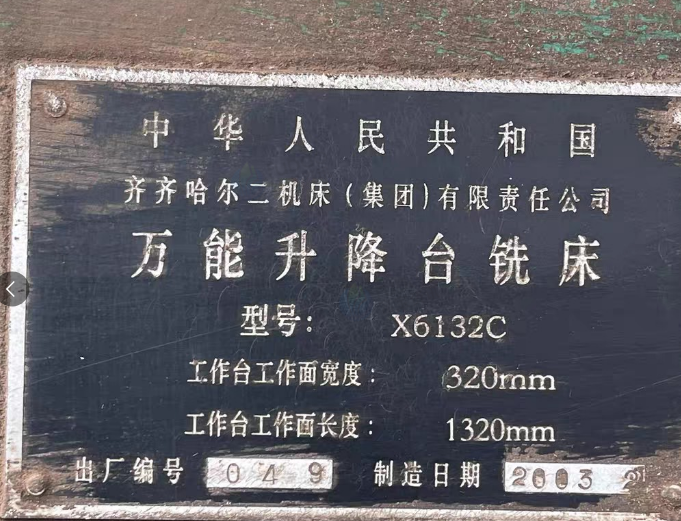 中华人民共和国
齐齐哈尔二机床(集团)有限责任公司
万能升降台铣床
型号: X6132C
工作台工作面宽度: 320mm
工作台工作面长度: 1320mm
出厂编号 049 制造日期 2003 2